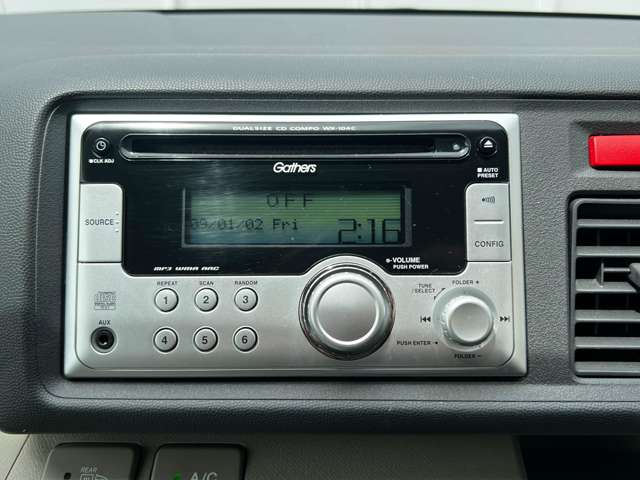 DUALSIZE CD COMPO WX-104C
CLK ADJ
Gathers
AUTO
PRESET
OFF
09/01/02 Fri 2:16
SOURCE
CONFIG
MP3 WMA AAC
VOLUME
PUSH POWER
REPEAT SCAN RANDOM
1 2 3
4 5 6
AUX
TUNE
/SELECT
FOLDER +
PUSH ENTER
FOLDER −
REAR
A/C